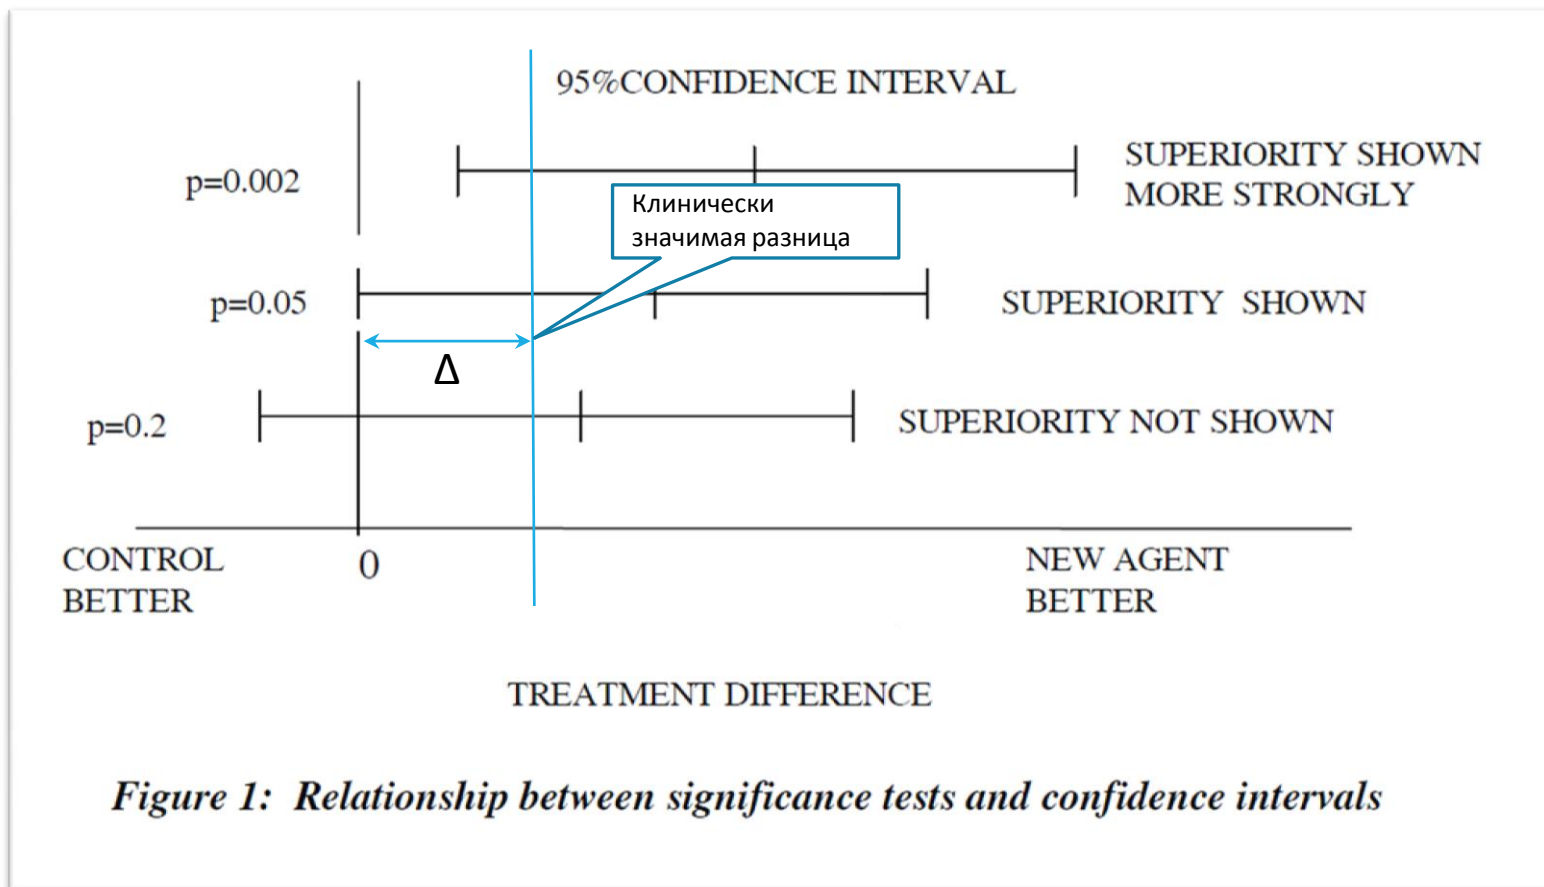 95%CONFIDENCE INTERVAL
p=0.002
SUPERIORITY SHOWN
MORE STRONGLY
Клинически
значимая разница
p=0.05
SUPERIORITY SHOWN
Δ
p=0.2
SUPERIORITY NOT SHOWN
CONTROL
BETTER
0
NEW AGENT
BETTER
TREATMENT DIFFERENCE
Figure 1: Relationship between significance tests and confidence intervals